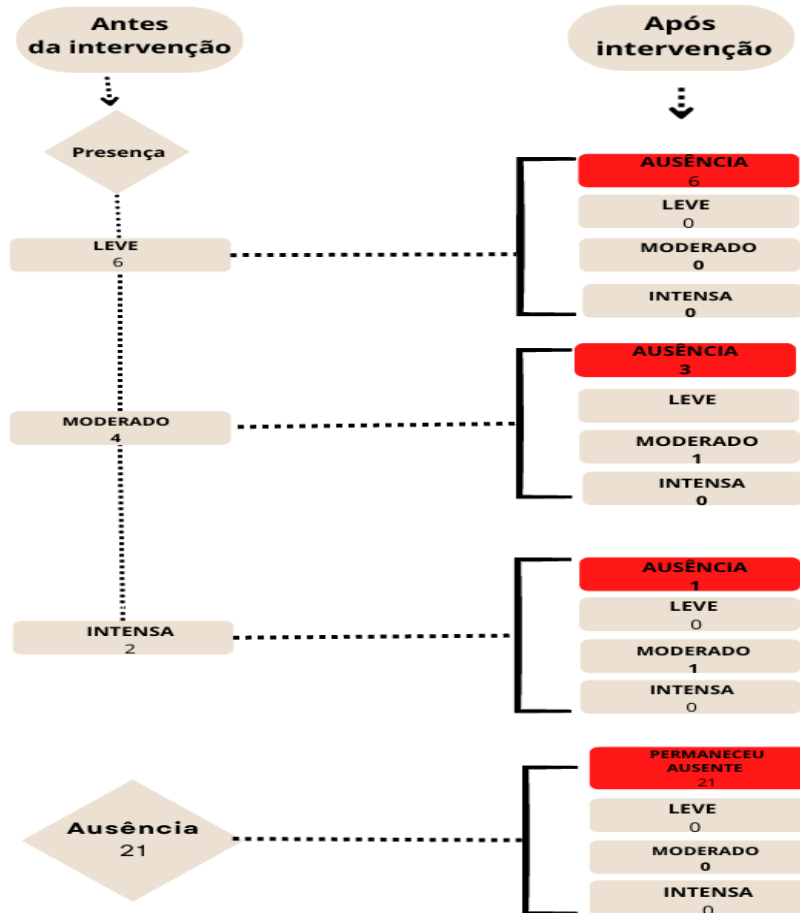 Antes
da intervenção
Após
intervenção
Presença
LEVE
6
AUSÊNCIA
6
LEVE
0
MODERADO
0
INTENSA
0
MODERADO
4
AUSÊNCIA
3
LEVE
MODERADO
1
INTENSA
0
INTENSA
2
AUSÊNCIA
1
LEVE
0
MODERADO
1
INTENSA
0
Ausência
21
PERMANECEU
AUSENTE
21
LEVE
0
MODERADO
0
INTENSA
0